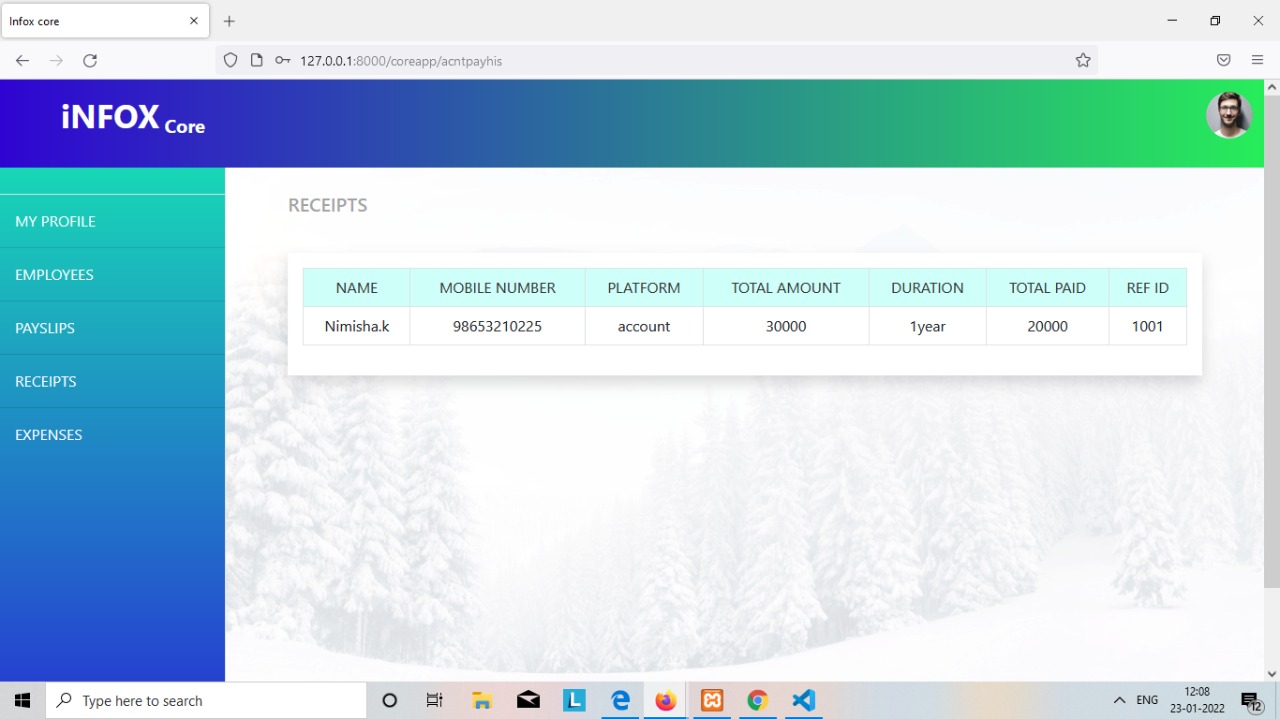 Infox core
127.0.0.1:8000/coreapp/acntpayhis
iNFOX Core
MY PROFILE
EMPLOYEES
PAYSLIPS
RECEIPTS
EXPENSES
RECEIPTS
NAME MOBILE NUMBER PLATFORM TOTAL AMOUNT DURATION TOTAL PAID REF ID
Nimisha.k 98653210225 account 30000 1year 20000 1001
Type here to search
L
ENG
12:08
23-01-2022
12